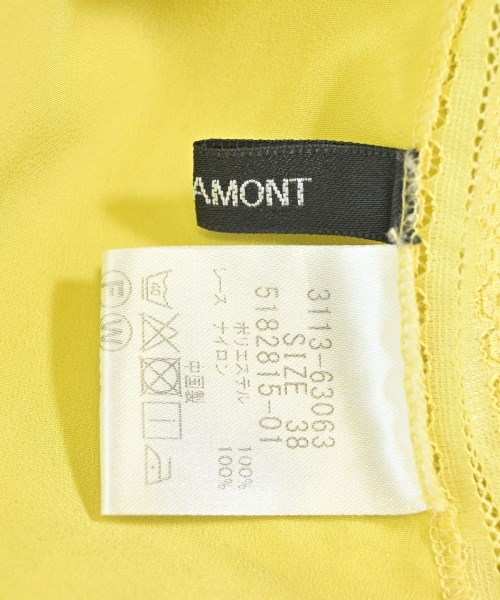 AMONT
3113-63063
SIZE 38
5182815-01
ポリエステル 100%
レース ナイロン 100%
中国製
40
F W